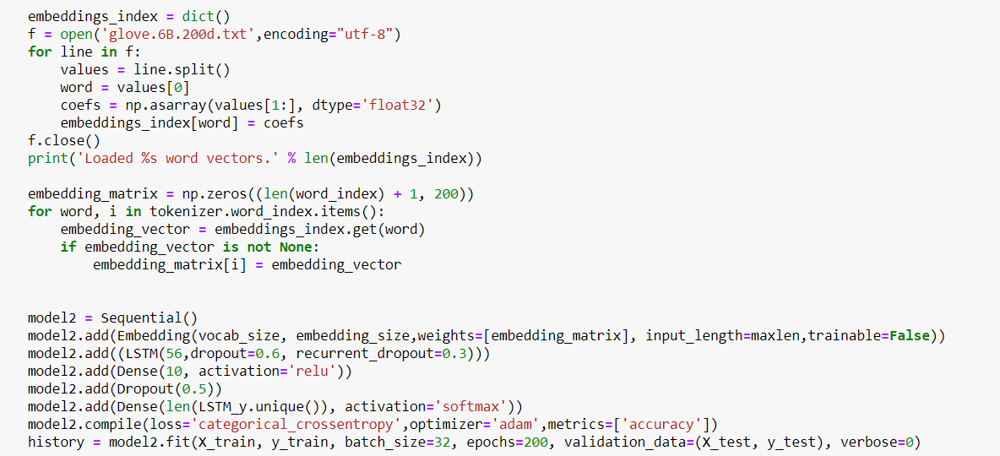 embeddings_index = dict()
f = open('glove.6B.200d.txt',encoding="utf-8")
for line in f:
    values = line.split()
    word = values[0]
    coefs = np.asarray(values[1:], dtype='float32')
    embeddings_index[word] = coefs
f.close()
print('Loaded %s word vectors.' % len(embeddings_index))

embedding_matrix = np.zeros((len(word_index) + 1, 200))
for word, i in tokenizer.word_index.items():
    embedding_vector = embeddings_index.get(word)
    if embedding_vector is not None:
        embedding_matrix[i] = embedding_vector


model2 = Sequential()
model2.add(Embedding(vocab_size, embedding_size,weights=[embedding_matrix], input_length=maxlen,trainable=False))
model2.add((LSTM(56,dropout=0.6, recurrent_dropout=0.3)))
model2.add(Dense(10, activation='relu'))
model2.add(Dropout(0.5))
model2.add(Dense(len(LSTM_y.unique()), activation='softmax'))
model2.compile(loss='categorical_crossentropy',optimizer='adam',metrics=['accuracy'])
history = model2.fit(X_train, y_train, batch_size=32, epochs=200, validation_data=(X_test, y_test), verbose=0)